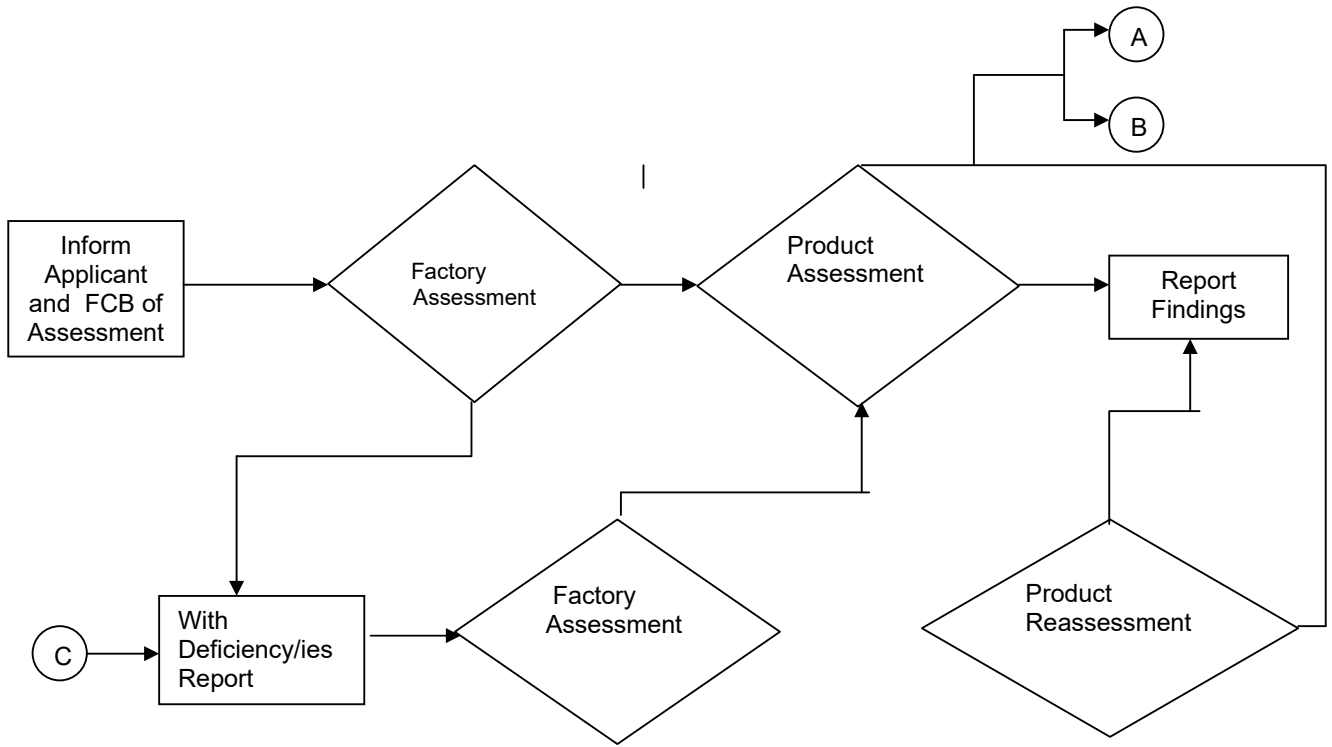 A
B
Inform
Applicant
and FCB of
Assessment
Factory
Assessment
Product
Assessment
Report
Findings
C
With
Deficiency/ies
Report
Factory
Assessment
Product
Reassessment